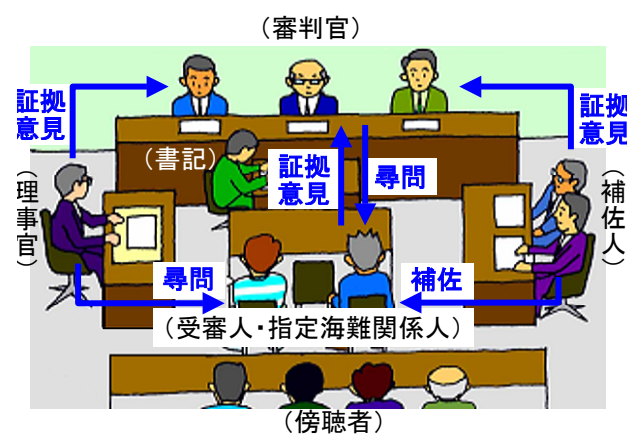 （審判官）
証拠
意見
証拠
意見
（書記）
証拠
意見
尋問
（理事官）
（補佐人）
尋問
補佐
（受審人・指定海難関係人）
（傍聴者）